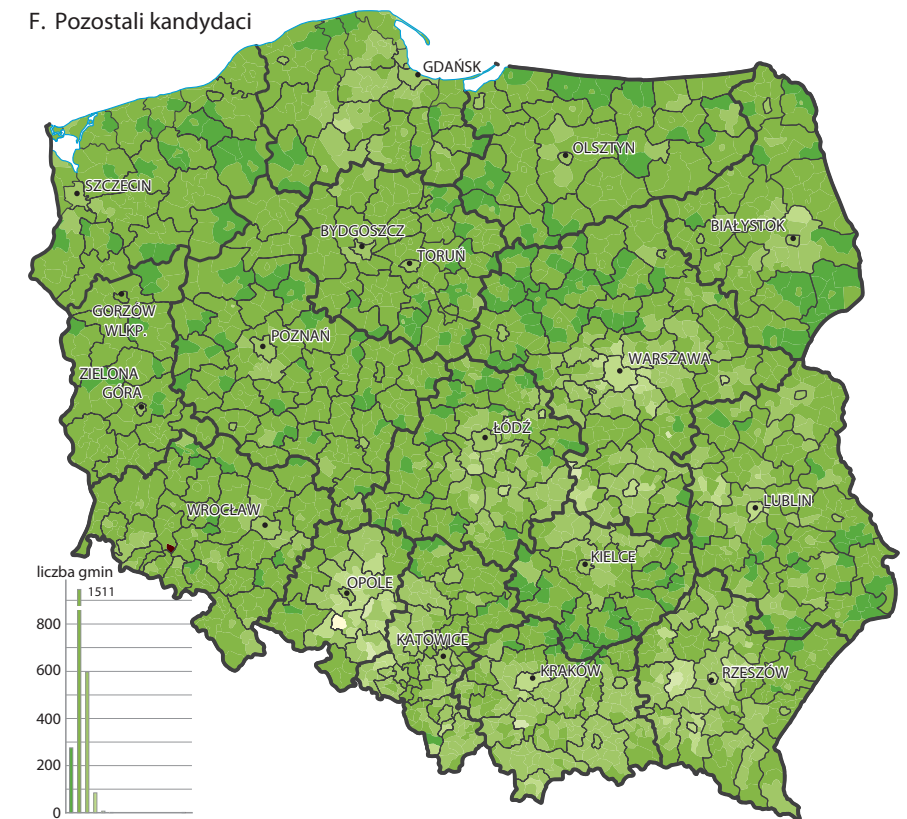 F. Pozostali kandydaci
GDAŃSK
OLSZTYN
SZCZECIN
BIAŁYSTOK
BYDGOSZCZ
TORUŃ
GORZÓW
WLKP.
POZNAŃ
WARSZAWA
ZIELONA
GÓRA
ŁÓDŹ
LUBLIN
WROCŁAW
KIELCE
OPOLE
KATOWICE
KRAKÓW
RZESZÓW
liczba gmin
1511
800
600
400
200
0